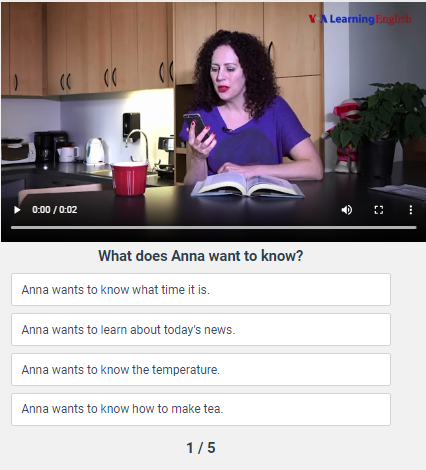 VOA Learning English
0:00 / 0:02
What does Anna want to know?
Anna wants to know what time it is.
Anna wants to learn about today's news.
Anna wants to know the temperature.
Anna wants to know how to make tea.
1 / 5